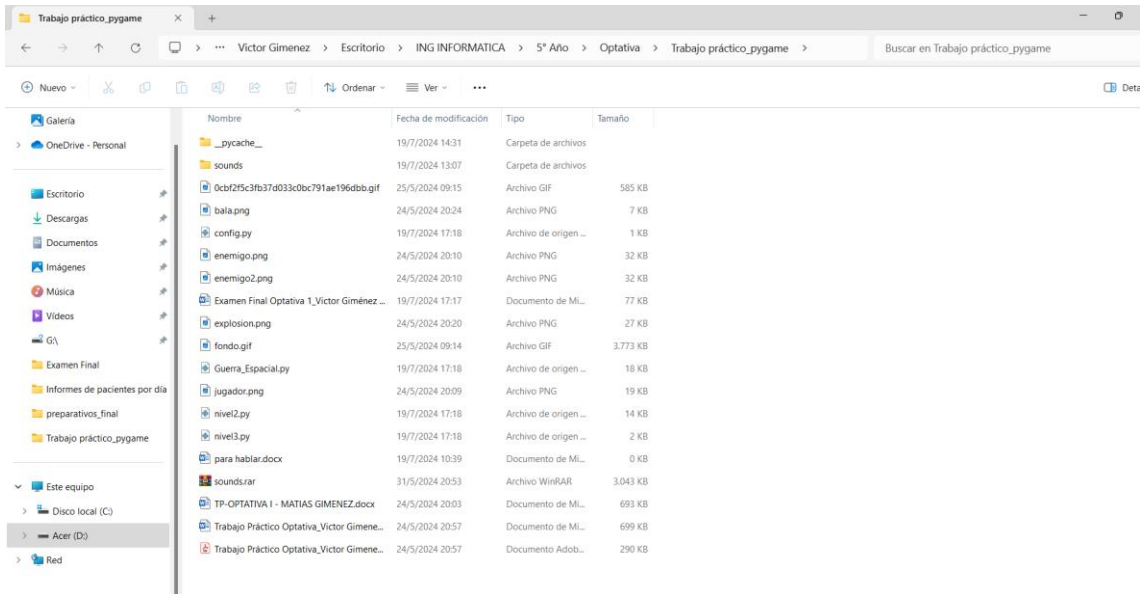 Trabajo práctico_pygame
Victor Gimenez > Escritorio > ING INFORMATICA > 5° Año > Optativa > Trabajo práctico_pygame >
Buscar en Trabajo práctico_pygame
Nuevo
Ordenar
Ver
Deta
Galería
OneDrive - Personal
Escritorio
Descargas
Documentos
Imágenes
Música
Vídeos
G:\
Examen Final
Informes de pacientes por día
preparativos_final
Trabajo práctico_pygame
Este equipo
Disco local (C:)
Acer (D:)
Red
Nombre Fecha de modificación Tipo Tamaño
__pycache__ 19/7/2024 14:31 Carpeta de archivos
sounds 19/7/2024 13:07 Carpeta de archivos
0cbf2f5c3fb37d033c0bc791ae196dbb.gif 25/5/2024 09:15 Archivo GIF 585 KB
bala.png 24/5/2024 20:24 Archivo PNG 7 KB
config.py 19/7/2024 17:18 Archivo de origen ... 1 KB
enemigo.png 24/5/2024 20:10 Archivo PNG 32 KB
enemigo2.png 24/5/2024 20:10 Archivo PNG 32 KB
Examen Final Optativa 1_Victor Giménez ... 19/7/2024 17:17 Documento de Mi... 77 KB
explosion.png 24/5/2024 20:20 Archivo PNG 27 KB
fondo.gif 25/5/2024 09:14 Archivo GIF 3.773 KB
Guerra_Espacial.py 19/7/2024 17:18 Archivo de origen ... 18 KB
jugador.png 24/5/2024 20:09 Archivo PNG 19 KB
nivel2.py 19/7/2024 17:18 Archivo de origen ... 14 KB
nivel3.py 19/7/2024 17:18 Archivo de origen ... 2 KB
para hablar.docx 19/7/2024 10:39 Documento de Mi... 0 KB
sounds.rar 31/5/2024 20:53 Archivo WinRAR 3.043 KB
TP-OPTATIVA I - MATIAS GIMENEZ.docx 24/5/2024 20:03 Documento de Mi... 693 KB
Trabajo Práctico Optativa_Victor Gimene... 24/5/2024 20:57 Documento de Mi... 699 KB
Trabajo Práctico Optativa_Victor Gimene... 24/5/2024 20:57 Documento Adob... 290 KB